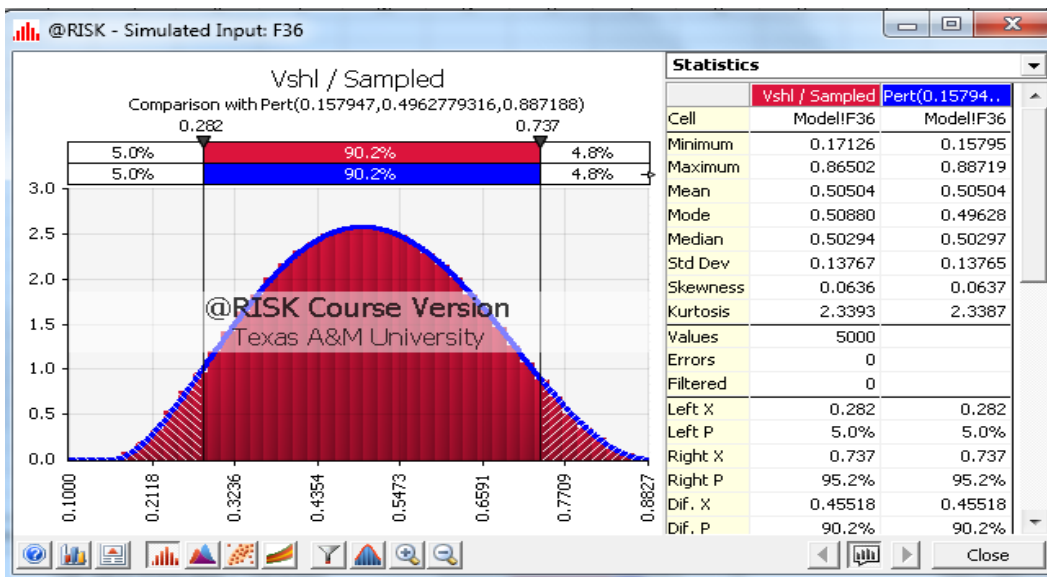 @RISK - Simulated Input: F36
Vshl / Sampled
Comparison with Pert(0.157947,0.4962779316,0.887188)
0.282 0.737
5.0% 90.2% 4.8%
5.0% 90.2% 4.8%
3.0
2.5
2.0
1.5
1.0
0.5
0.0
@RISK Course Version
Texas A&M University
0.1000 0.2118 0.3236 0.4354 0.5473 0.6591 0.7709 0.8827
Statistics
Vshl / Sampled Pert(0.15794..
Cell Model!F36 Model!F36
Minimum 0.17126 0.15795
Maximum 0.86502 0.88719
Mean 0.50504 0.50504
Mode 0.50880 0.49628
Median 0.50294 0.50297
Std Dev 0.13767 0.13765
Skewness 0.0636 0.0637
Kurtosis 2.3393 2.3387
Values 5000
Errors 0
Filtered 0
Left X 0.282 0.282
Left P 5.0% 5.0%
Right X 0.737 0.737
Right P 95.2% 95.2%
Dif. X 0.45518 0.45518
Dif. P 90.2% 90.2%
Close